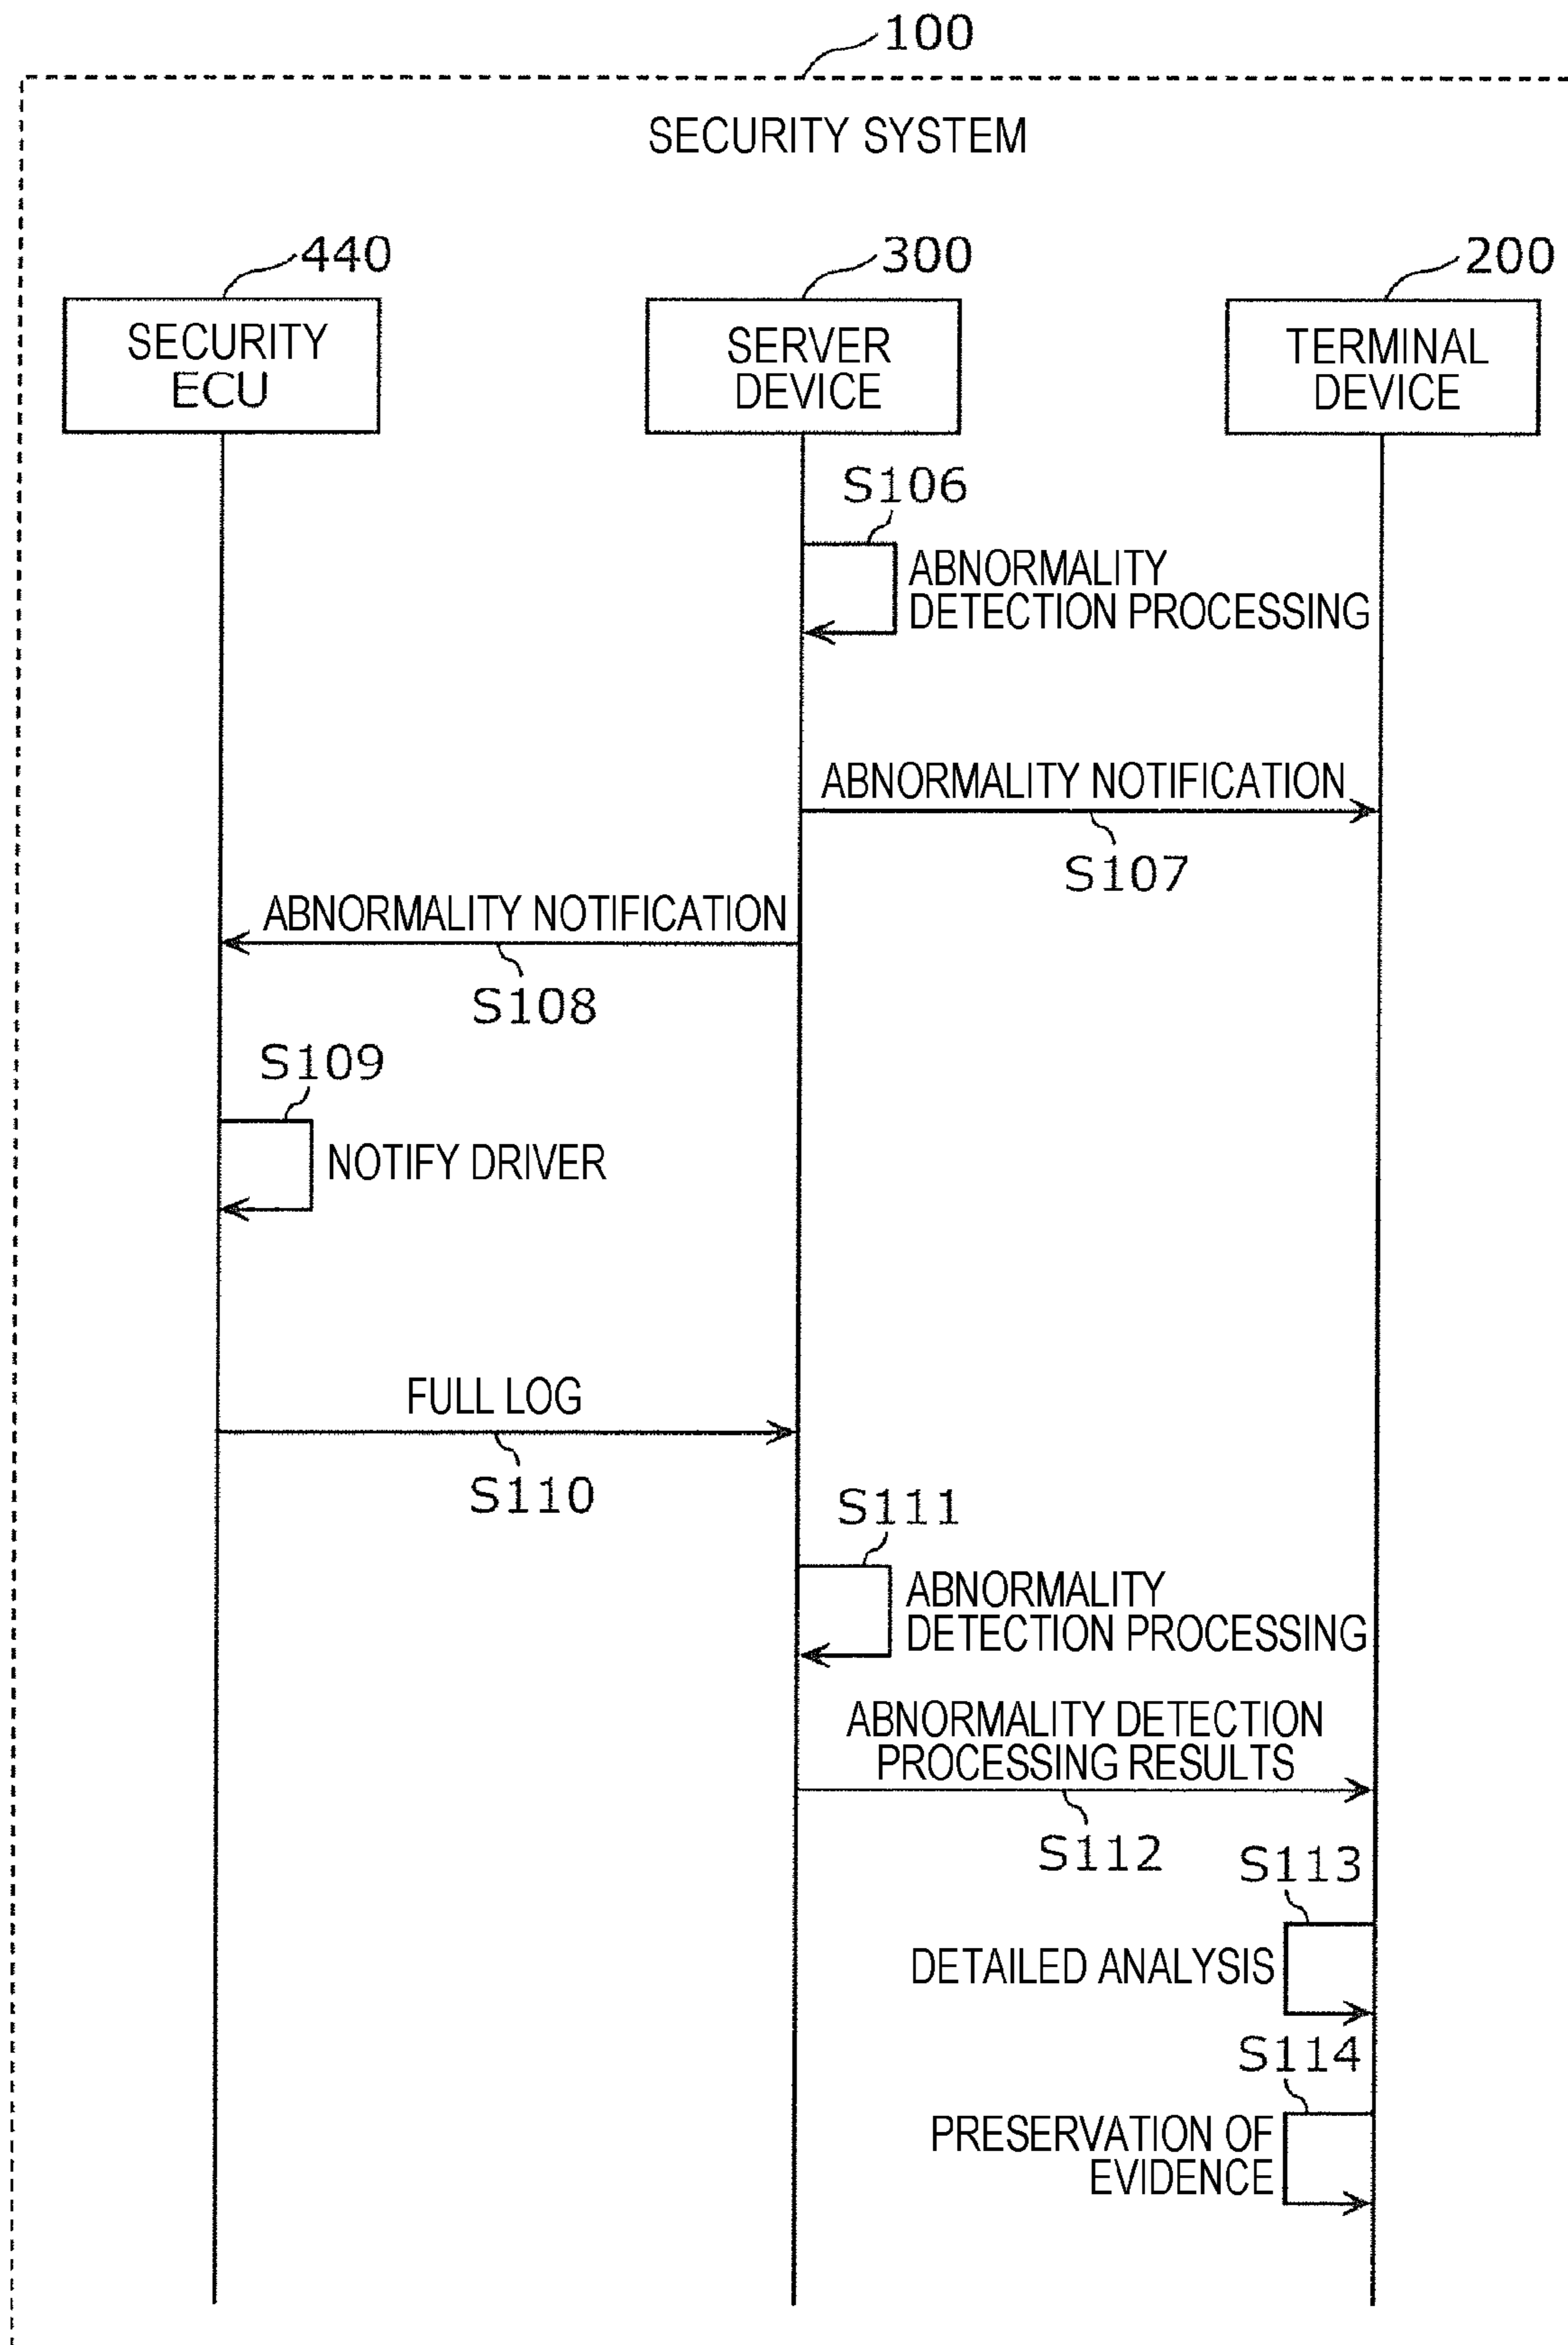 100
SECURITY SYSTEM
440
300
200
SECURITY
ECU
SERVER
DEVICE
TERMINAL
DEVICE
S106
ABNORMALITY
DETECTION PROCESSING
ABNORMALITY NOTIFICATION
S107
ABNORMALITY NOTIFICATION
S108
S109
NOTIFY DRIVER
FULL LOG
S110
S111
ABNORMALITY
DETECTION PROCESSING
ABNORMALITY DETECTION
PROCESSING RESULTS
S112
S113
DETAILED ANALYSIS
S114
PRESERVATION OF
EVIDENCE